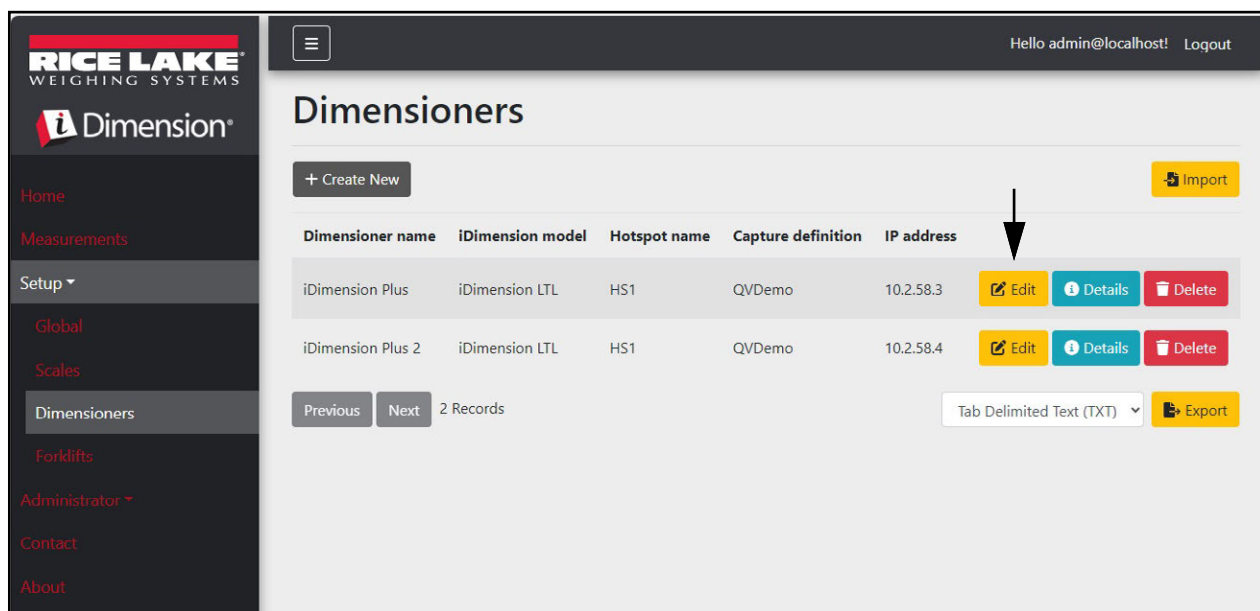 RICE LAKE®
WEIGHING SYSTEMS
i Dimension®
Home
Measurements
Setup
Global
Scales
Dimensioners
Forklifts
Administrator
Contact
About
Hello admin@localhost! Logout
Dimensioners
+ Create New
Import
Dimensioner name iDimension model Hotspot name Capture definition IP address
iDimension Plus iDimension LTL HS1 QVDemo 10.2.58.3 Edit Details Delete
iDimension Plus 2 iDimension LTL HS1 QVDemo 10.2.58.4 Edit Details Delete
Previous Next 2 Records Tab Delimited Text (TXT) Export